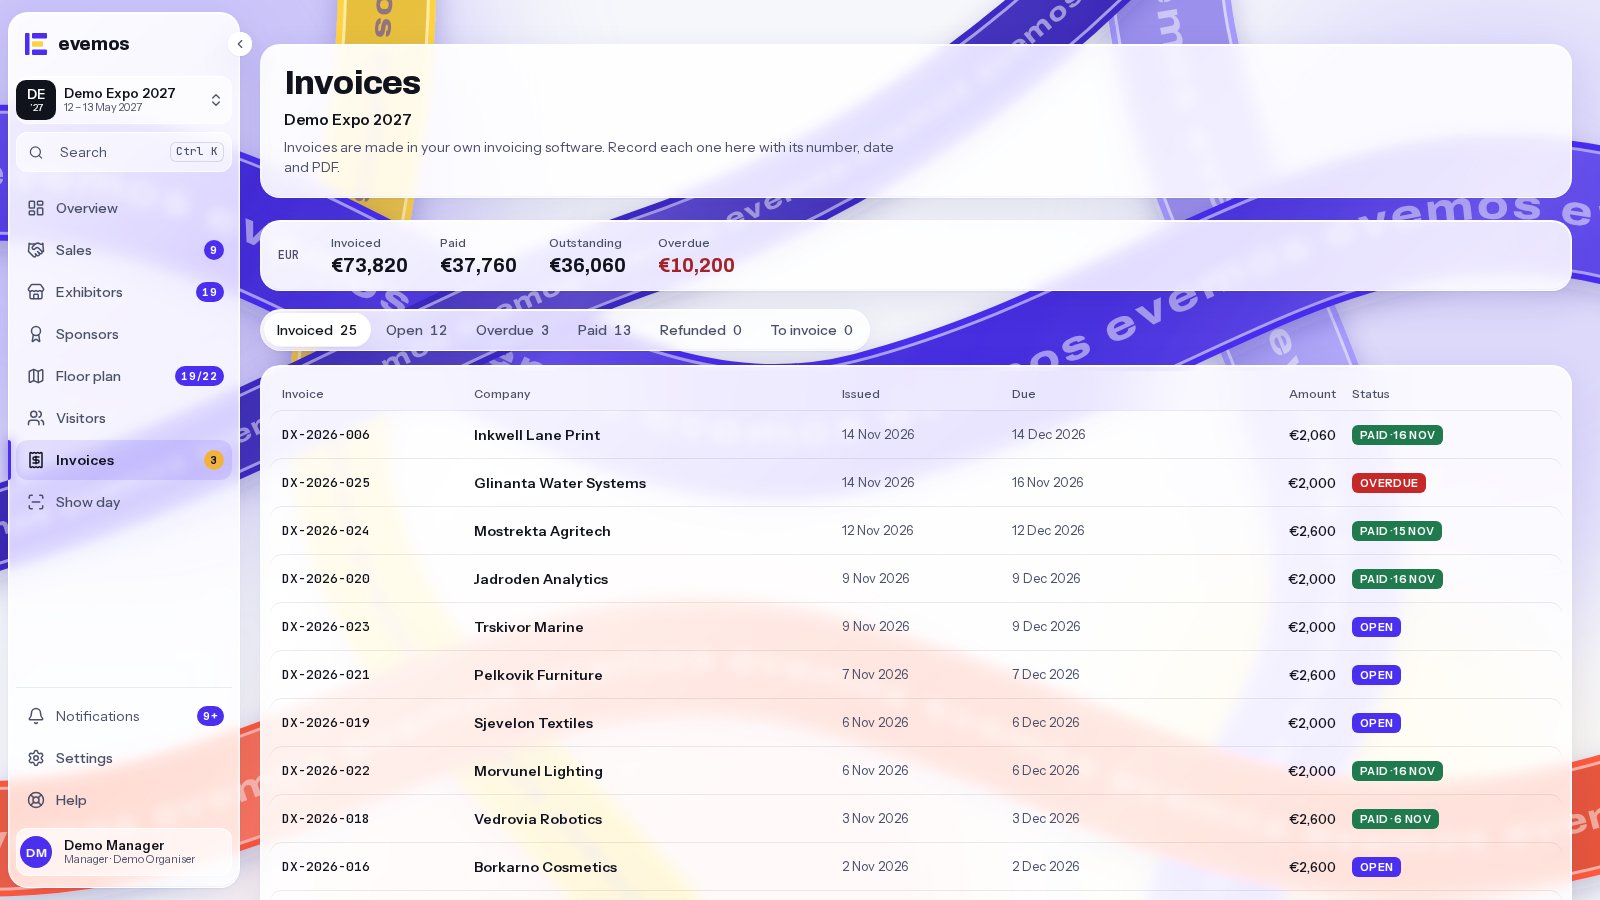 evemos
DE
'27
Demo Expo 2027
12 – 13 May 2027
Search
Ctrl K
Overview
Sales 9
Exhibitors 19
Sponsors
Floor plan 19/22
Visitors
Invoices 3
Show day
Notifications 9+
Settings
Help
DM
Demo Manager
Manager · Demo Organiser
Invoices
Demo Expo 2027
Invoices are made in your own invoicing software. Record each one here with its number, date
and PDF.
EUR
Invoiced Paid Outstanding Overdue
€73,820 €37,760 €36,060 €10,200
Invoiced 25 Open 12 Overdue 3 Paid 13 Refunded 0 To invoice 0
Invoice Company Issued Due Amount Status
DX-2026-006 Inkwell Lane Print 14 Nov 2026 14 Dec 2026 €2,060 PAID · 16 NOV
DX-2026-025 Glinanta Water Systems 14 Nov 2026 16 Nov 2026 €2,000 OVERDUE
DX-2026-024 Mostrekta Agritech 12 Nov 2026 12 Dec 2026 €2,600 PAID · 15 NOV
DX-2026-020 Jadroden Analytics 9 Nov 2026 9 Dec 2026 €2,000 PAID · 16 NOV
DX-2026-023 Trskivor Marine 9 Nov 2026 9 Dec 2026 €2,000 OPEN
DX-2026-021 Pelkovik Furniture 7 Nov 2026 7 Dec 2026 €2,600 OPEN
DX-2026-019 Sjevelon Textiles 6 Nov 2026 6 Dec 2026 €2,000 OPEN
DX-2026-022 Morvunel Lighting 6 Nov 2026 6 Dec 2026 €2,000 PAID · 16 NOV
DX-2026-018 Vedrovia Robotics 3 Nov 2026 3 Dec 2026 €2,600 PAID · 6 NOV
DX-2026-016 Borkarno Cosmetics 2 Nov 2026 2 Dec 2026 €2,600 OPEN
evemos
evemos